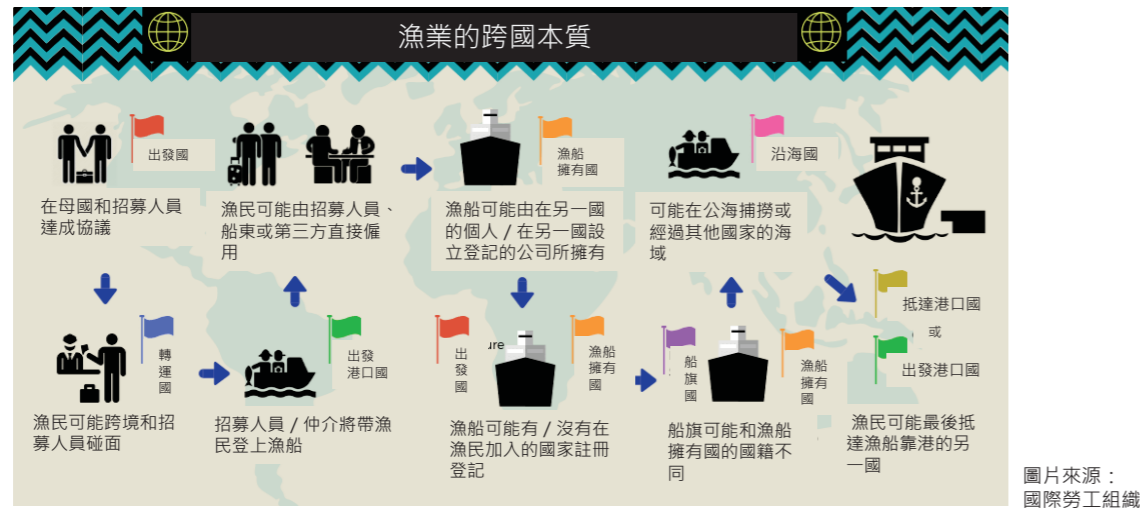 漁業的跨國本質
出發國
在母國和招募人員
達成協議
轉
運
國
漁民可能跨境和招
募人員碰面
出發
港口國
招募人員 / 仲介將帶漁
民登上漁船
漁民可能由招募人員、
船東或第三方直接僱
用
漁船
擁有國
漁船可能由在另一國
的個人 / 在另一國設
立登記的公司所擁有
出
發
國
ure
漁船
擁有
國
漁船可能有 / 沒有在
漁民加入的國家註冊
登記
船
旗
國
漁船
擁有
國
船旗可能和漁船
擁有國的國籍不
同
沿海國
可能在公海捕撈或
經過其他國家的海
域
抵達港口國
或
出發港口國
漁民可能最後抵
達漁船靠港的另
一國
圖片來源：
國際勞工組織